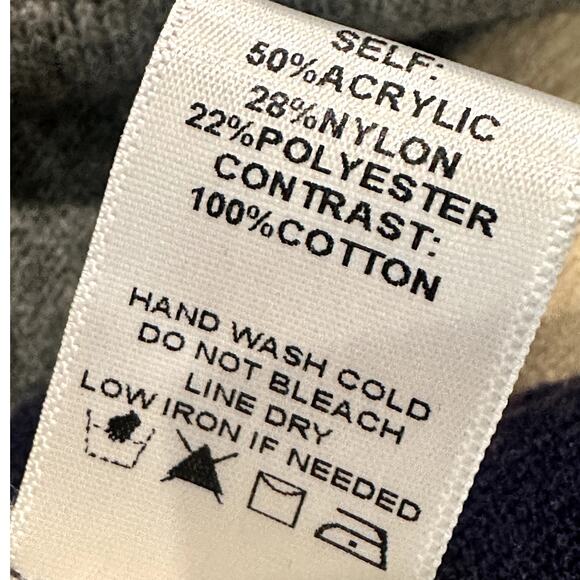 SELF:
50%ACRYLIC
28%NYLON
22%POLYESTER
CONTRAST:
100%COTTON
HAND WASH COLD
DO NOT BLEACH
LINE DRY
LOW IRON IF NEEDED